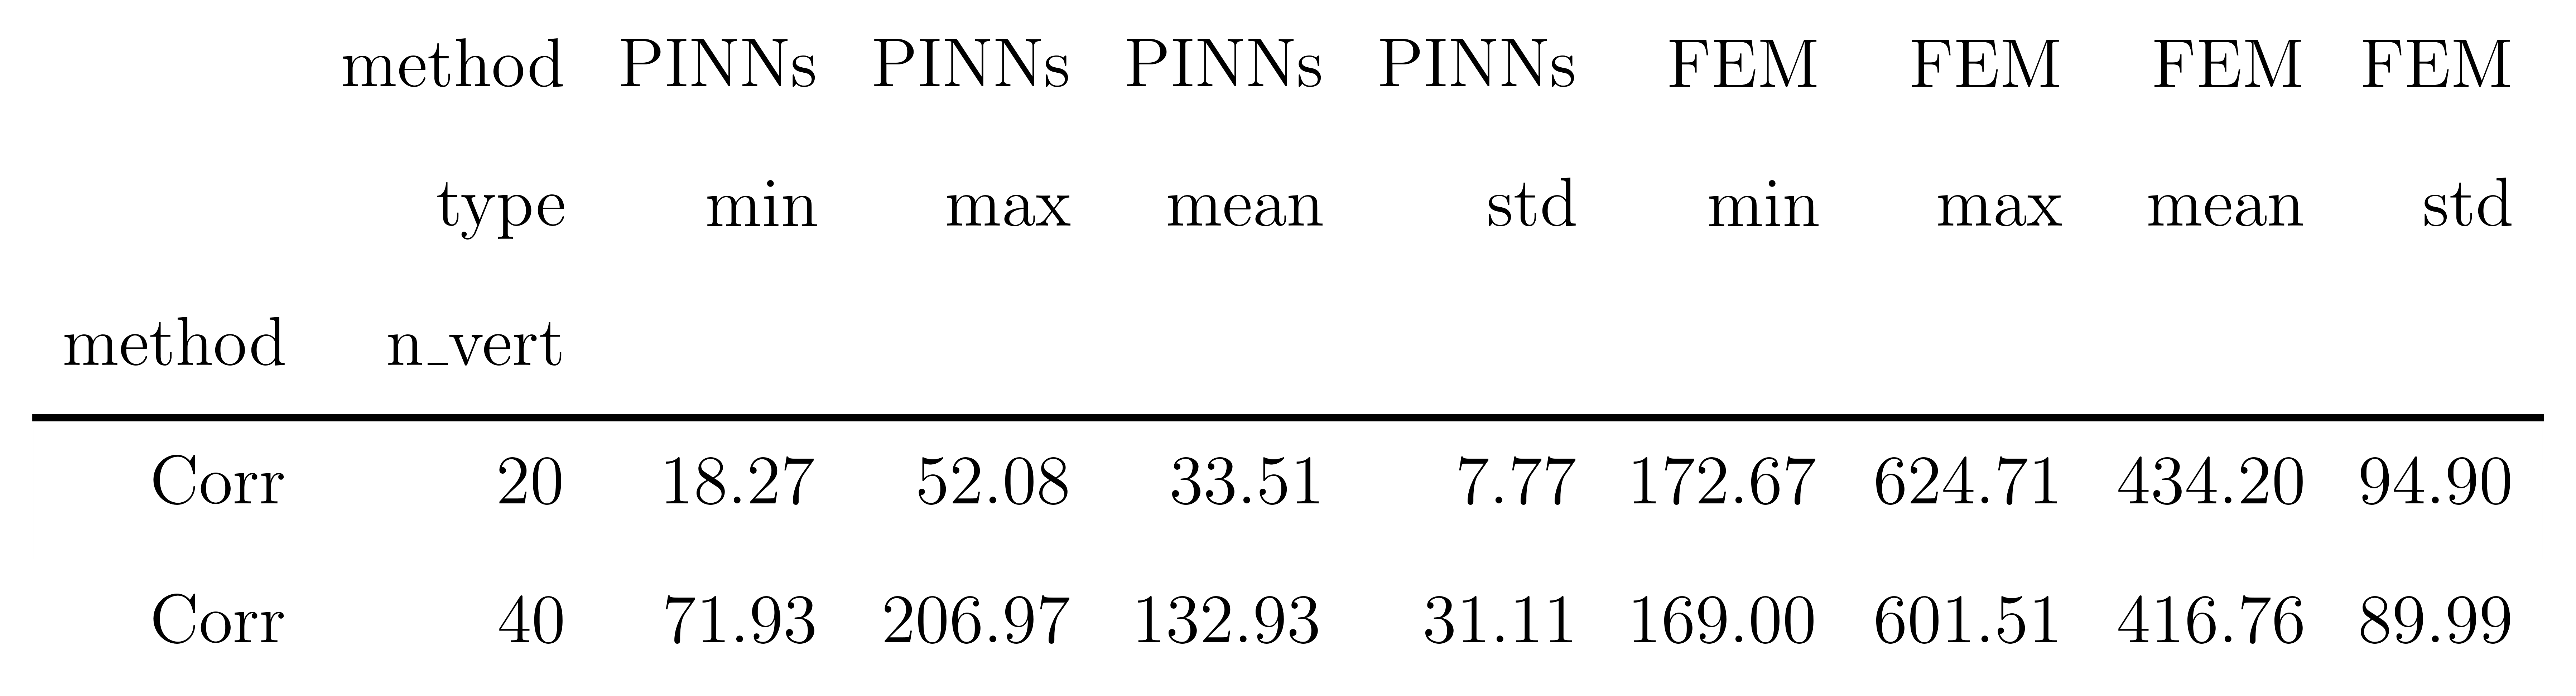 method PINNs PINNs PINNs PINNs FEM FEM FEM FEM
type min max mean std min max mean std
method n_vert
Corr 20 18.27 52.08 33.51 7.77 172.67 624.71 434.20 94.90
Corr 40 71.93 206.97 132.93 31.11 169.00 601.51 416.76 89.99